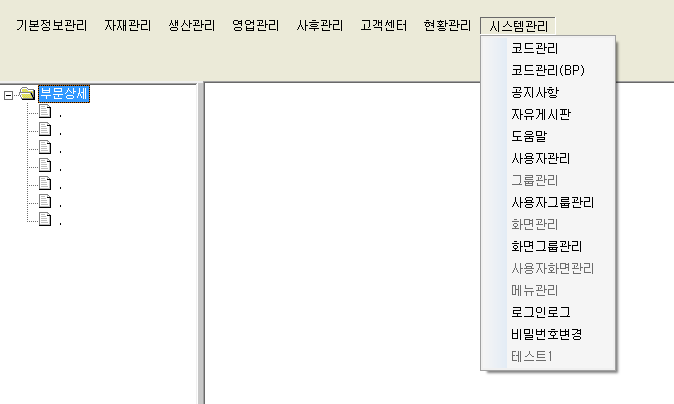 기본정보관리 자재관리 생산관리 영업관리 사후관리 고객센터 현황관리 시스템관리
부문상세
.
.
.
.
.
.
.
코드관리
코드관리(BP)
공지사항
자유게시판
도움말
사용자관리
그룹관리
사용자그룹관리
화면관리
화면그룹관리
사용자화면관리
메뉴관리
로그인로그
비밀번호변경
테스트1